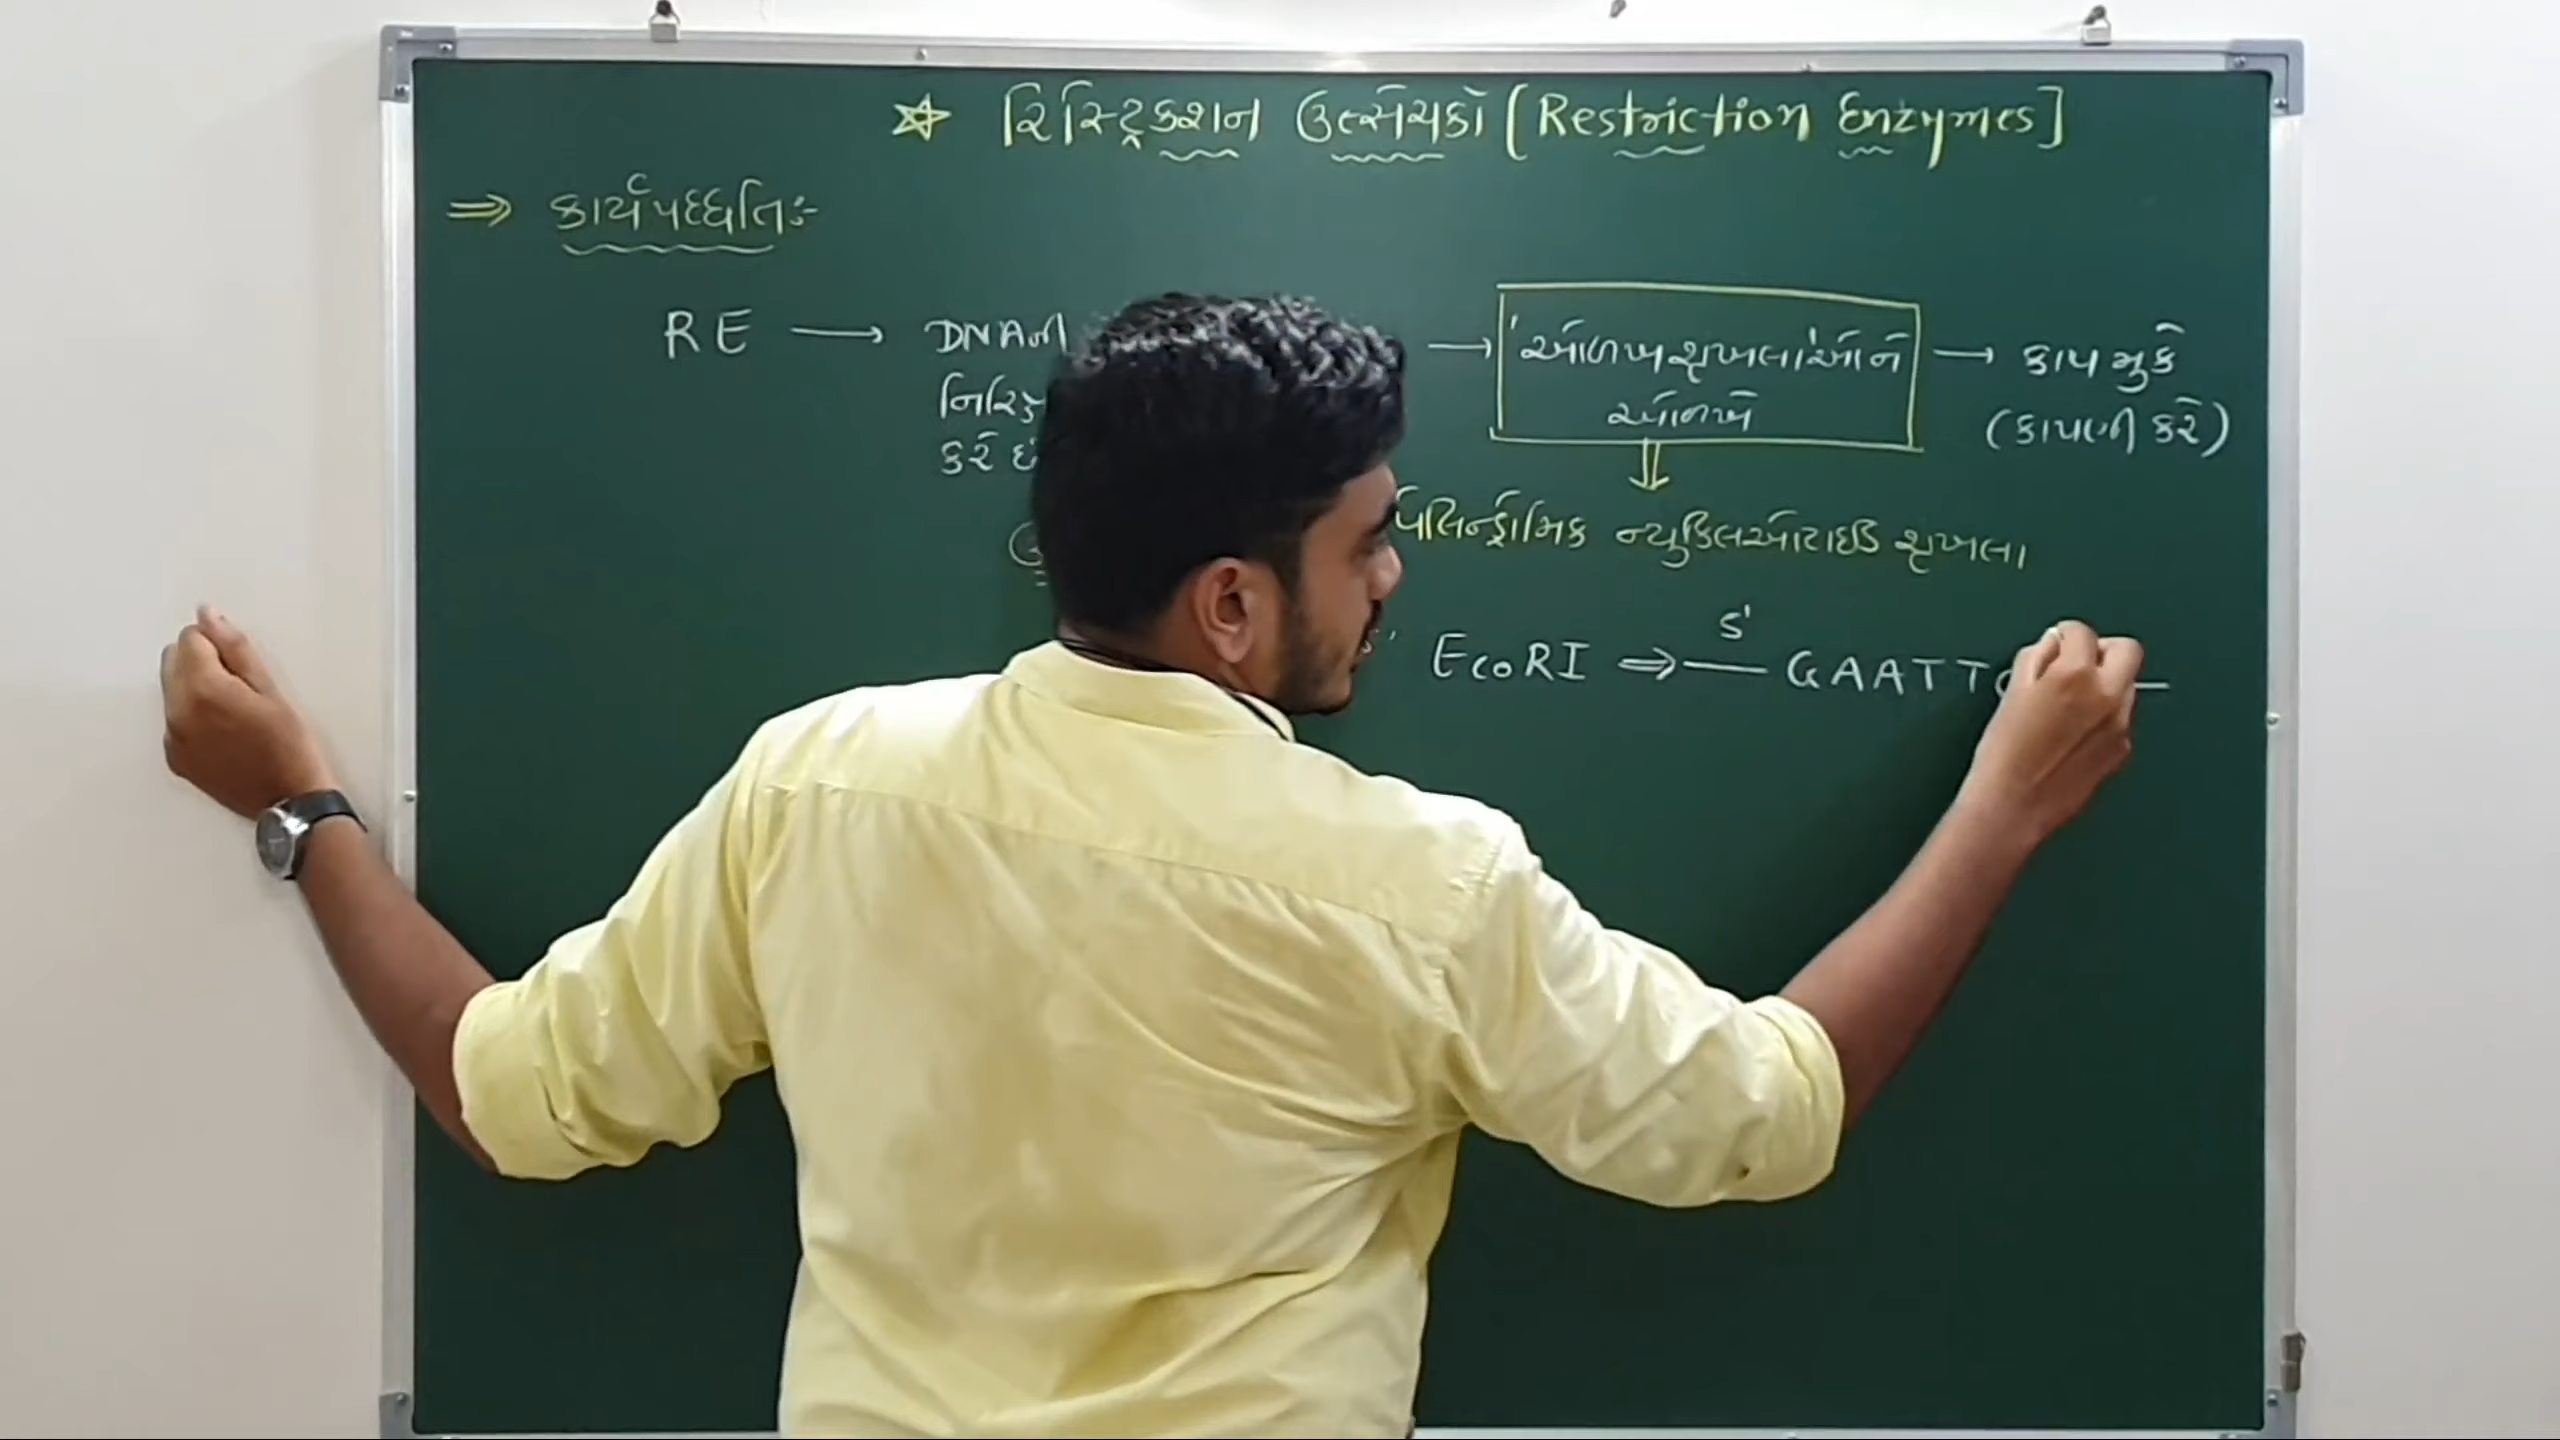 ☆ રિસ્ટ્રિક્શન ઉત્સેચકો [Restriction Enzymes]
⇒ કાર્યપદ્ધતિ:-
RE → DNAની
કરે
→ 'ઓળખ શૃંખલા'ઓને
ઓળખે
→ કાપ મુકે
(કાપણી કરે)
પેલિન્ડ્રોમિક ન્યુક્લિઓટાઇડ શૃંખલા
EcoRI ⇒ 5' — GAATT —